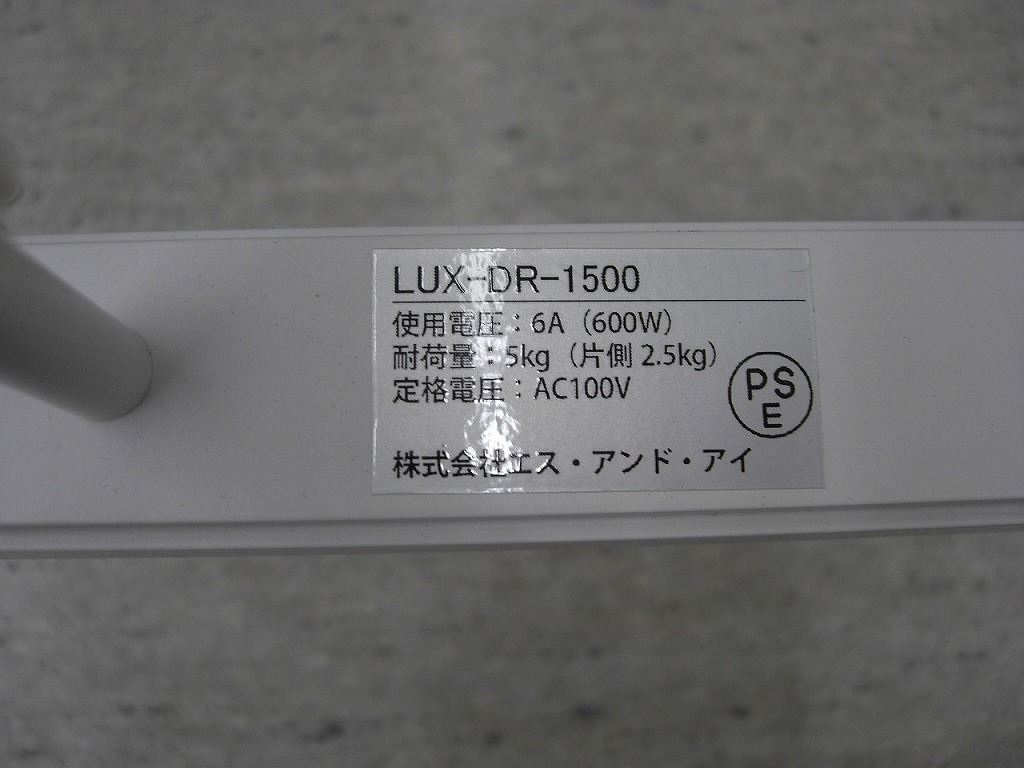 LUX-DR-1500
使用電圧：6A（600W）
耐荷量：5kg（片側 2.5kg）
定格電圧：AC100V
PS
E
株式会社エス・アンド・アイ